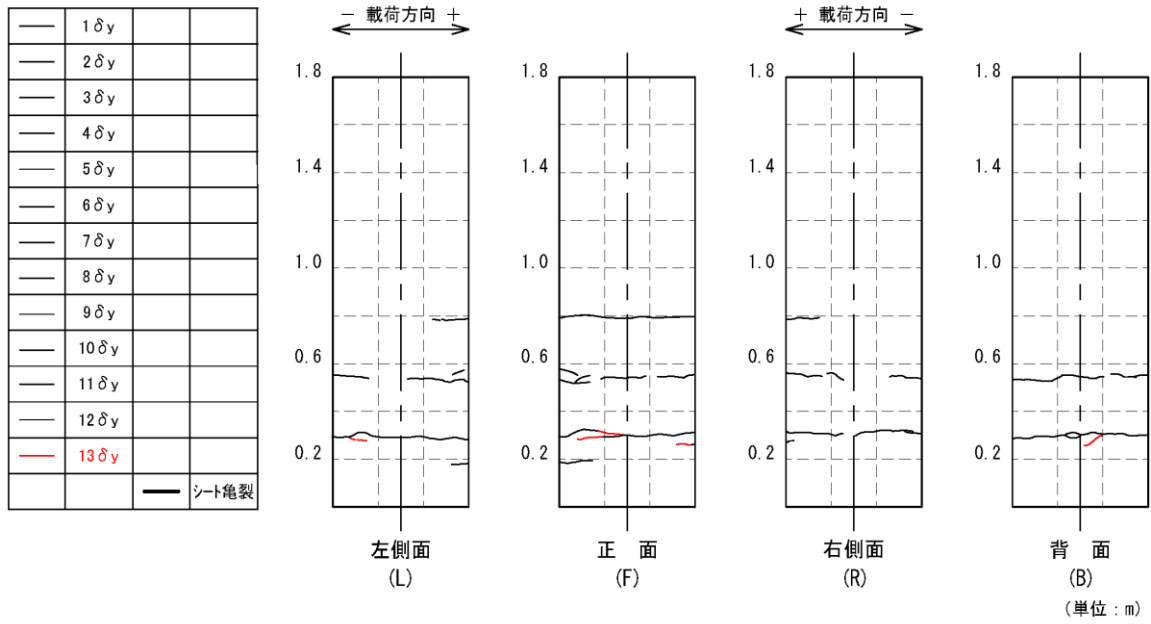 1δy
2δy
3δy
4δy
5δy
6δy
7δy
8δy
9δy
10δy
11δy
12δy
13δy
シート亀裂
－ 載荷方向 ＋
1.8
1.4
1.0
0.6
0.2
左側面
(L)
1.8
1.4
1.0
0.6
0.2
正　面
(F)
＋ 載荷方向 －
1.8
1.4
1.0
0.6
0.2
右側面
(R)
1.8
1.4
1.0
0.6
0.2
背　面
(B)
(単位：m)